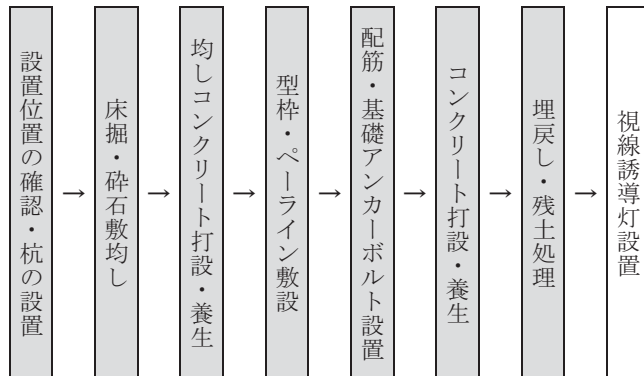 設置位置の確認・杭の設置
→
床掘・砕石敷均し
→
均しコンクリート打設・養生
→
型枠・ペーライン敷設
→
配筋・基礎アンカーボルト設置
→
コンクリート打設・養生
→
埋戻し・残土処理
→
視線誘導灯設置